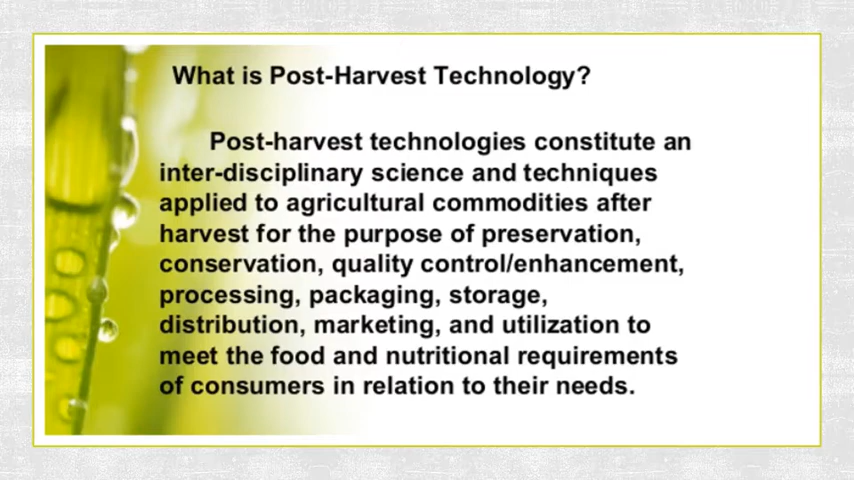 What is Post-Harvest Technology?
Post-harvest technologies constitute an
inter-disciplinary science and techniques
applied to agricultural commodities after
harvest for the purpose of preservation,
conservation, quality control/enhancement,
processing, packaging, storage,
distribution, marketing, and utilization to
meet the food and nutritional requirements
of consumers in relation to their needs.